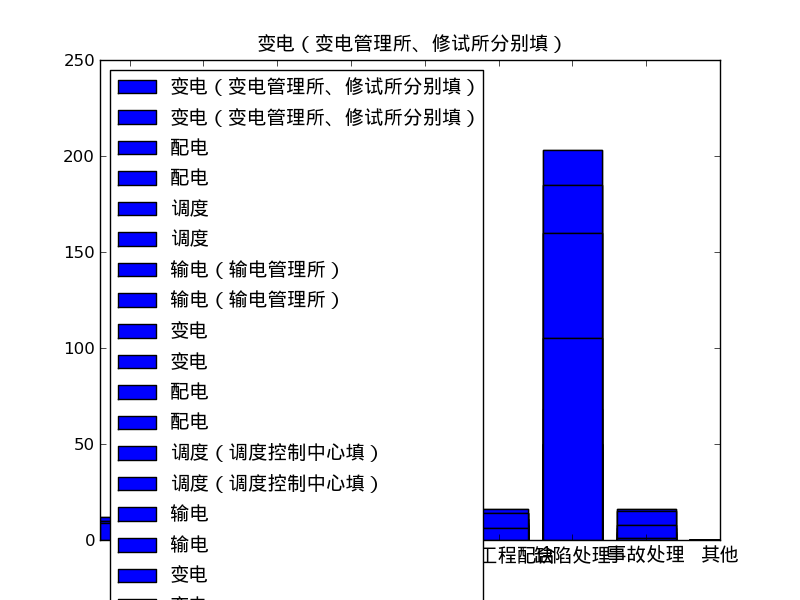 变电（变电管理所、修试所分别填）
250
200
150
100
50
0
变电（变电管理所、修试所分别填）
变电（变电管理所、修试所分别填）
配电
配电
调度
调度
输电（输电管理所）
输电（输电管理所）
变电
变电
配电
配电
调度（调度控制中心填）
调度（调度控制中心填）
输电
输电
变电
工程配合
缺陷处理
事故处理
其他